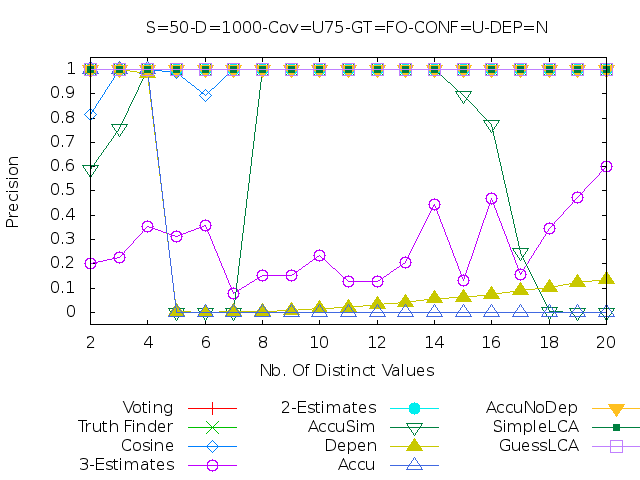 S=50-D=1000-Cov=U75-GT=FO-CONF=U-DEP=N
1
0.9
0.8
0.7
0.6
0.5
0.4
0.3
0.2
0.1
0
Precision
2 4 6 8 10 12 14 16 18 20
Nb. Of Distinct Values
Voting 2-Estimates AccuNoDep
Truth Finder AccuSim SimpleLCA
Cosine Depen GuessLCA
3-Estimates Accu